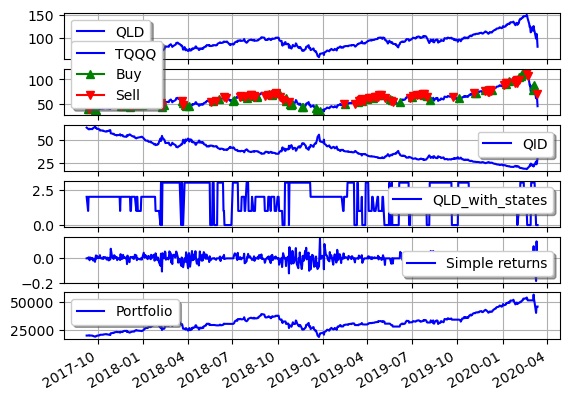 150
100
QLD
TQQQ
Buy
Sell
100
50
50
25
QID
2.5
0.0
QLD_with_states
0.0
−0.2
Simple returns
50000
25000
Portfolio
2017-10
2018-01
2018-04
2018-07
2018-10
2019-01
2019-04
2019-07
2019-10
2020-01
2020-04